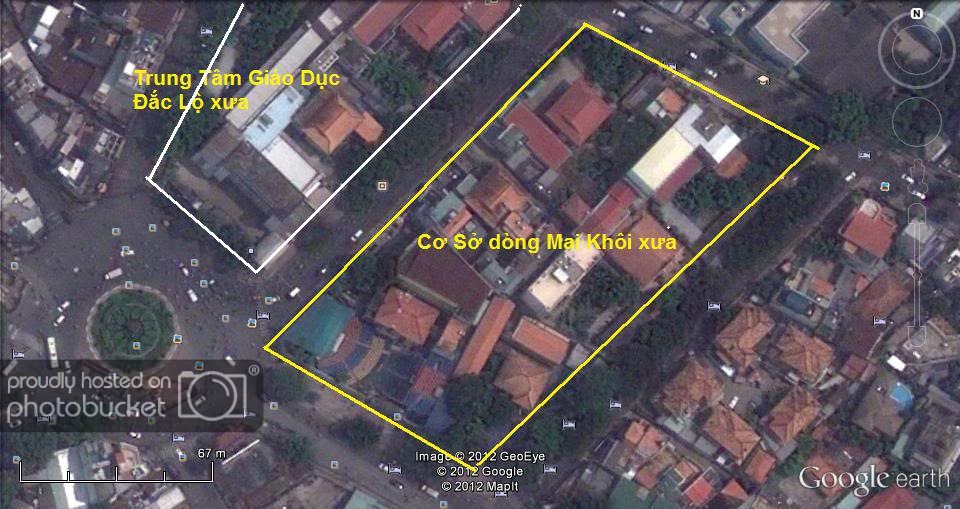 N
Trung Tâm Giáo Dục
Đắc Lộ xưa
Cơ Sở dòng Mai Khôi xưa
proudly hosted on
photobucket
®
67 m
Image © 2012 GeoEye
© 2012 Google
© 2012 MapIt
Google earth